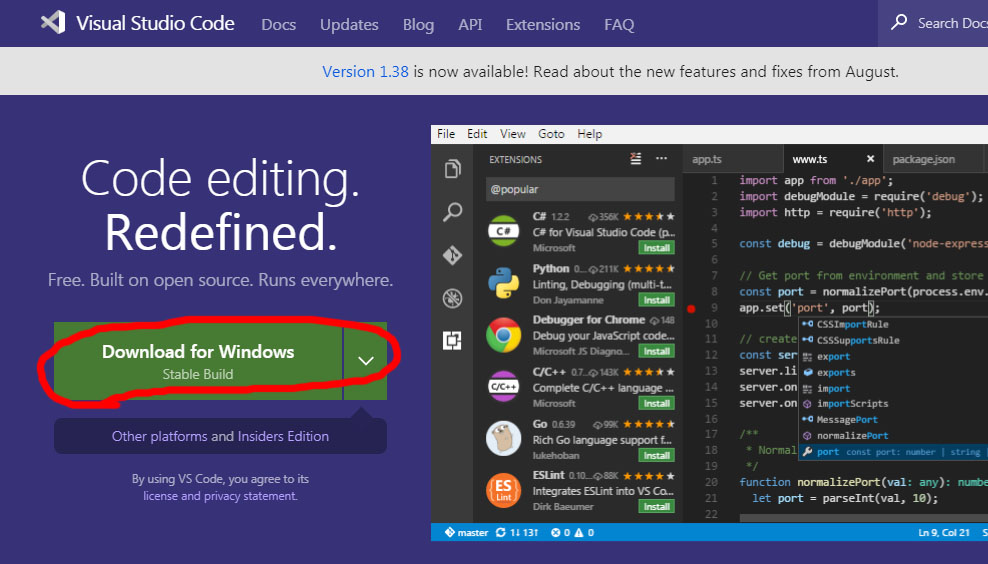 Visual Studio Code Docs Updates Blog API Extensions FAQ Search Docs
Version 1.38 is now available! Read about the new features and fixes from August.
Code editing.
Redefined.
Free. Built on open source. Runs everywhere.
Download for Windows
Stable Build
Other platforms and Insiders Edition
By using VS Code, you agree to its
license and privacy statement.
File Edit View Goto Help
EXTENSIONS
@popular
C# 1.2.2 356K
C# for Visual Studio Code (p...
Microsoft Install
Python 0... 211K
Linting, Debugging (multi-t...
Don Jayamanne Install
Debugger for Chrome 148
Debug your JavaScript code...
Microsoft JS Diagno... Install
C/C++ 0.7... 143K
Complete C/C++ language ...
Microsoft Install
Go 0.6.39 99K
Rich Go language support f...
lukehoban Install
ESLint 0.10... 88K
Integrates ESLint into VS Co...
Dirk Baeumer Install
app.ts www.ts package.json
1 import app from './app';
2 import debugModule = require('debug');
3 import http = require('http');
4
5 const debug = debugModule('node-express
6
7 // Get port from environment and store
8 const port = normalizePort(process.env.
9 app.set('port', port);
10
11 // create
12 const ser
13 server.li
14 server.on
15 server.on
16
17 /**
18 * Normal
19 */
20 function normalizePort(val: any): numbe
21 let port = parseInt(val, 10);
22
CSSImportRule
CSSSupportsRule
export
exports
import
importScripts
MessagePort
normalizePort
port const port: number | string |
master 1↓ 13↑ 0 0 Ln 9, Col 21